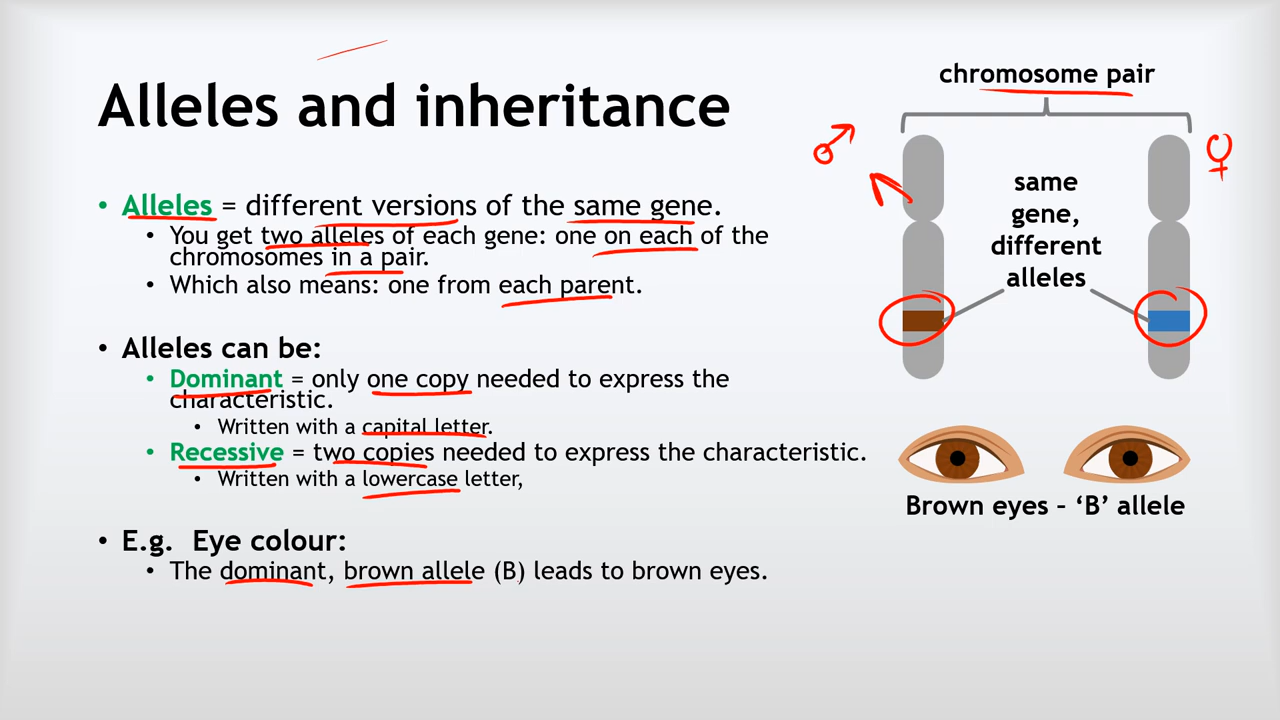 Alleles and inheritance
• Alleles = different versions of the same gene.
• You get two alleles of each gene: one on each of the
chromosomes in a pair.
• Which also means: one from each parent.
• Alleles can be:
• Dominant = only one copy needed to express the
characteristic.
• Written with a capital letter.
• Recessive = two copies needed to express the characteristic.
• Written with a lowercase letter,
• E.g. Eye colour:
• The dominant, brown allele (B) leads to brown eyes.
chromosome pair
♂
♀
same
gene,
different
alleles
Brown eyes – ‘B’ allele